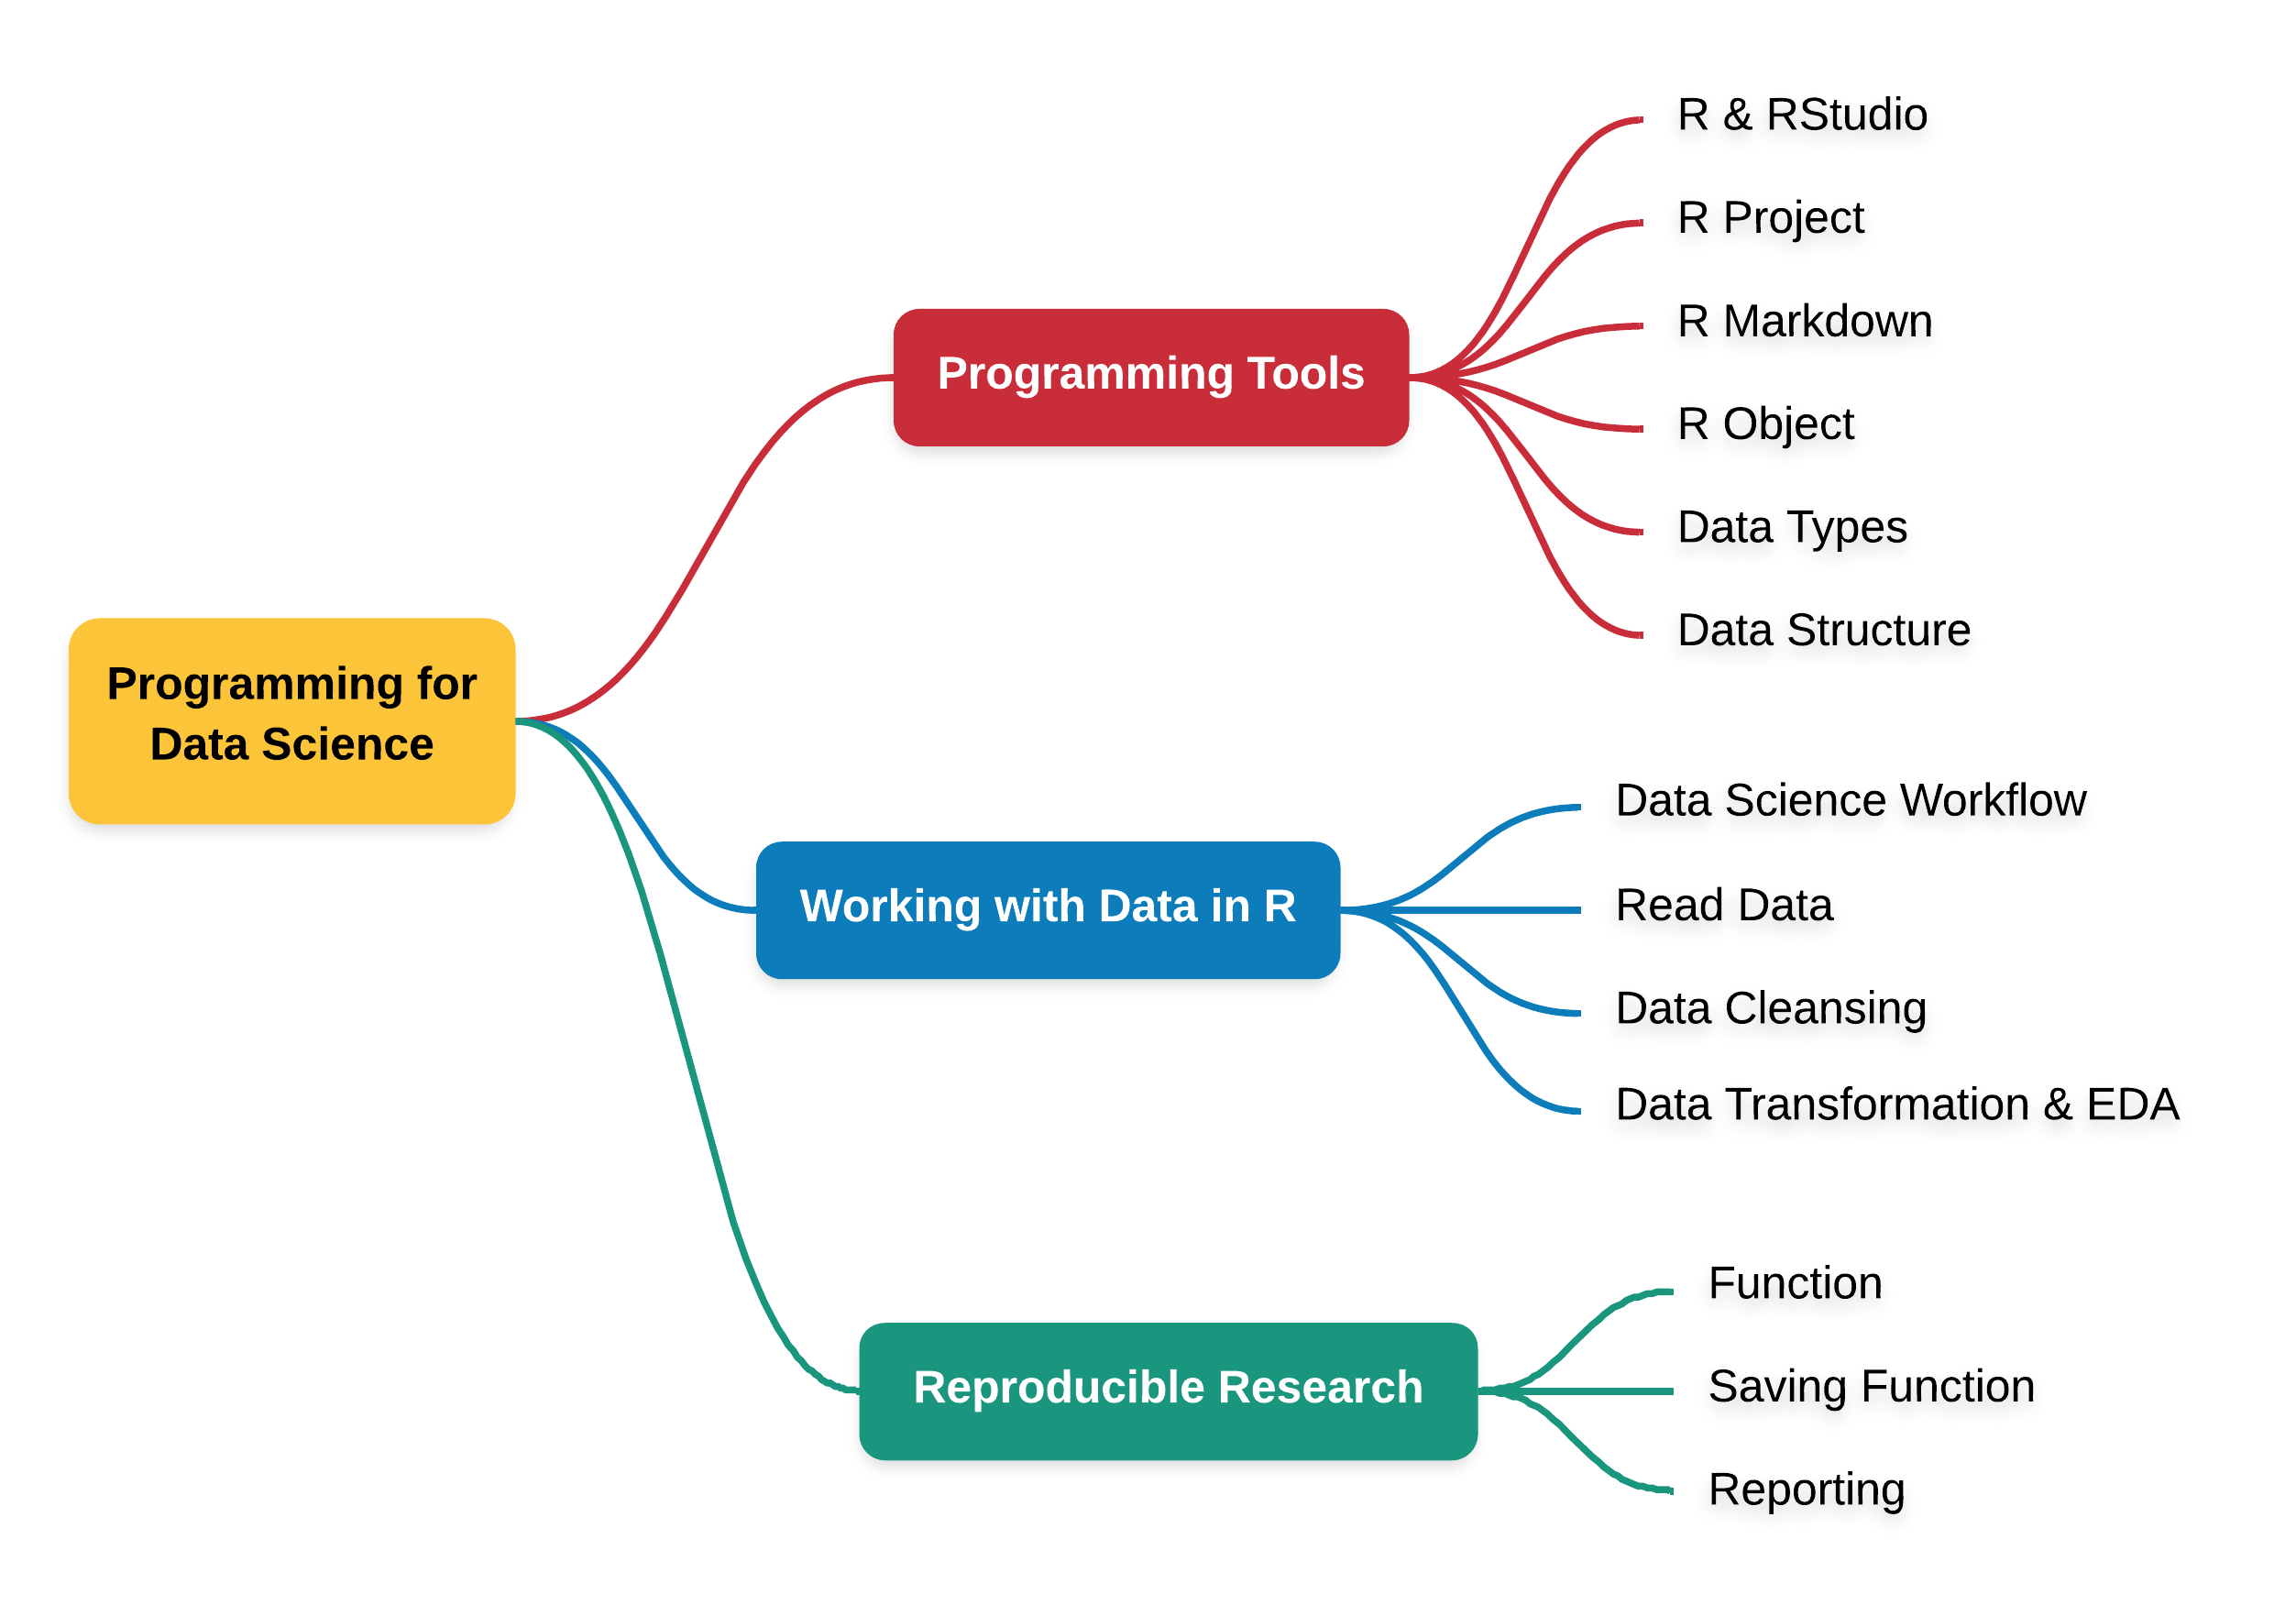 Programming for
Data Science
Programming Tools
R & RStudio
R Project
R Markdown
R Object
Data Types
Data Structure
Working with Data in R
Data Science Workflow
Read Data
Data Cleansing
Data Transformation & EDA
Reproducible Research
Function
Saving Function
Reporting